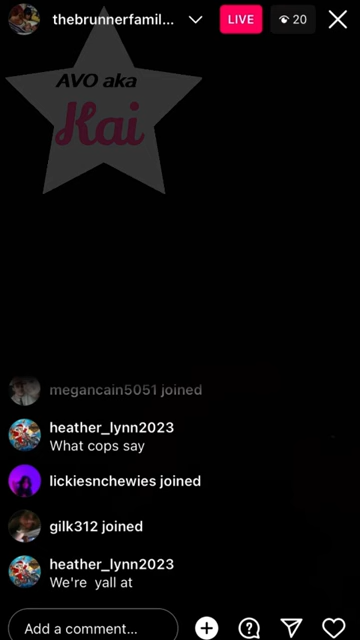 thebrunnerfamil...
LIVE
20
AVO aka
Kai
megancain5051 joined
heather_lynn2023
What cops say
lickiesnchewies joined
gilk312 joined
heather_lynn2023
We're yall at
Add a comment...